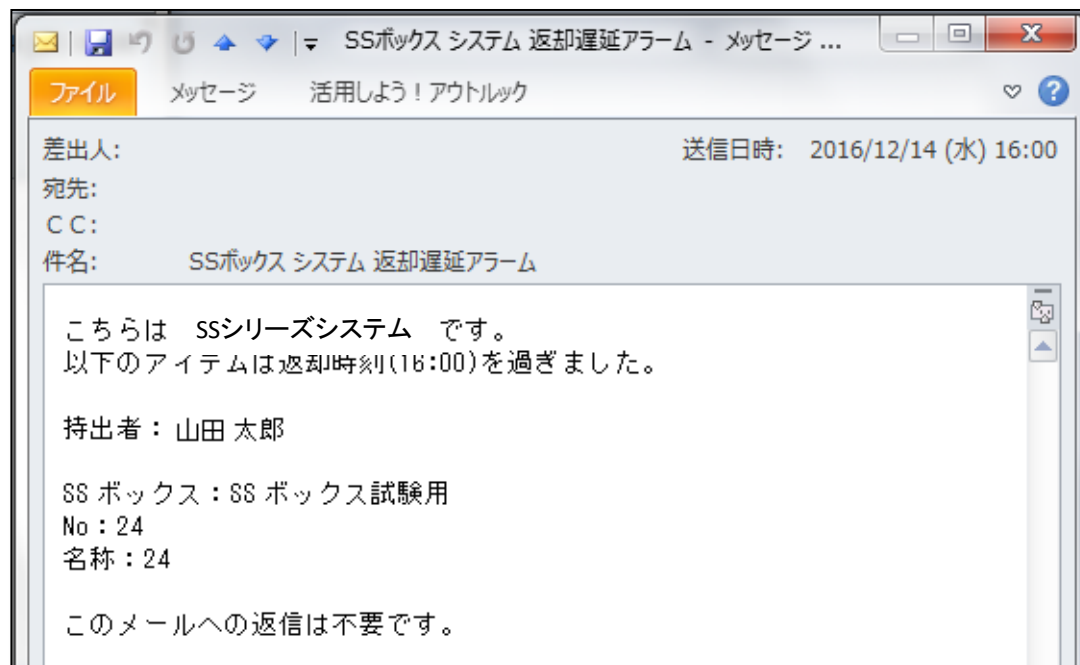 SSボックス システム 返却遅延アラーム - メッセージ ...
ファイル メッセージ 活用しよう！アウトルック
差出人: 送信日時: 2016/12/14 (水) 16:00
宛先:
ＣＣ:
件名: SSボックス システム 返却遅延アラーム
こちらは SSシリーズシステム です。
以下のアイテムは返却時刻(16:00)を過ぎました。
持出者：山田 太郎
SS ボックス：SS ボックス試験用
No：24
名称：24
このメールへの返信は不要です。